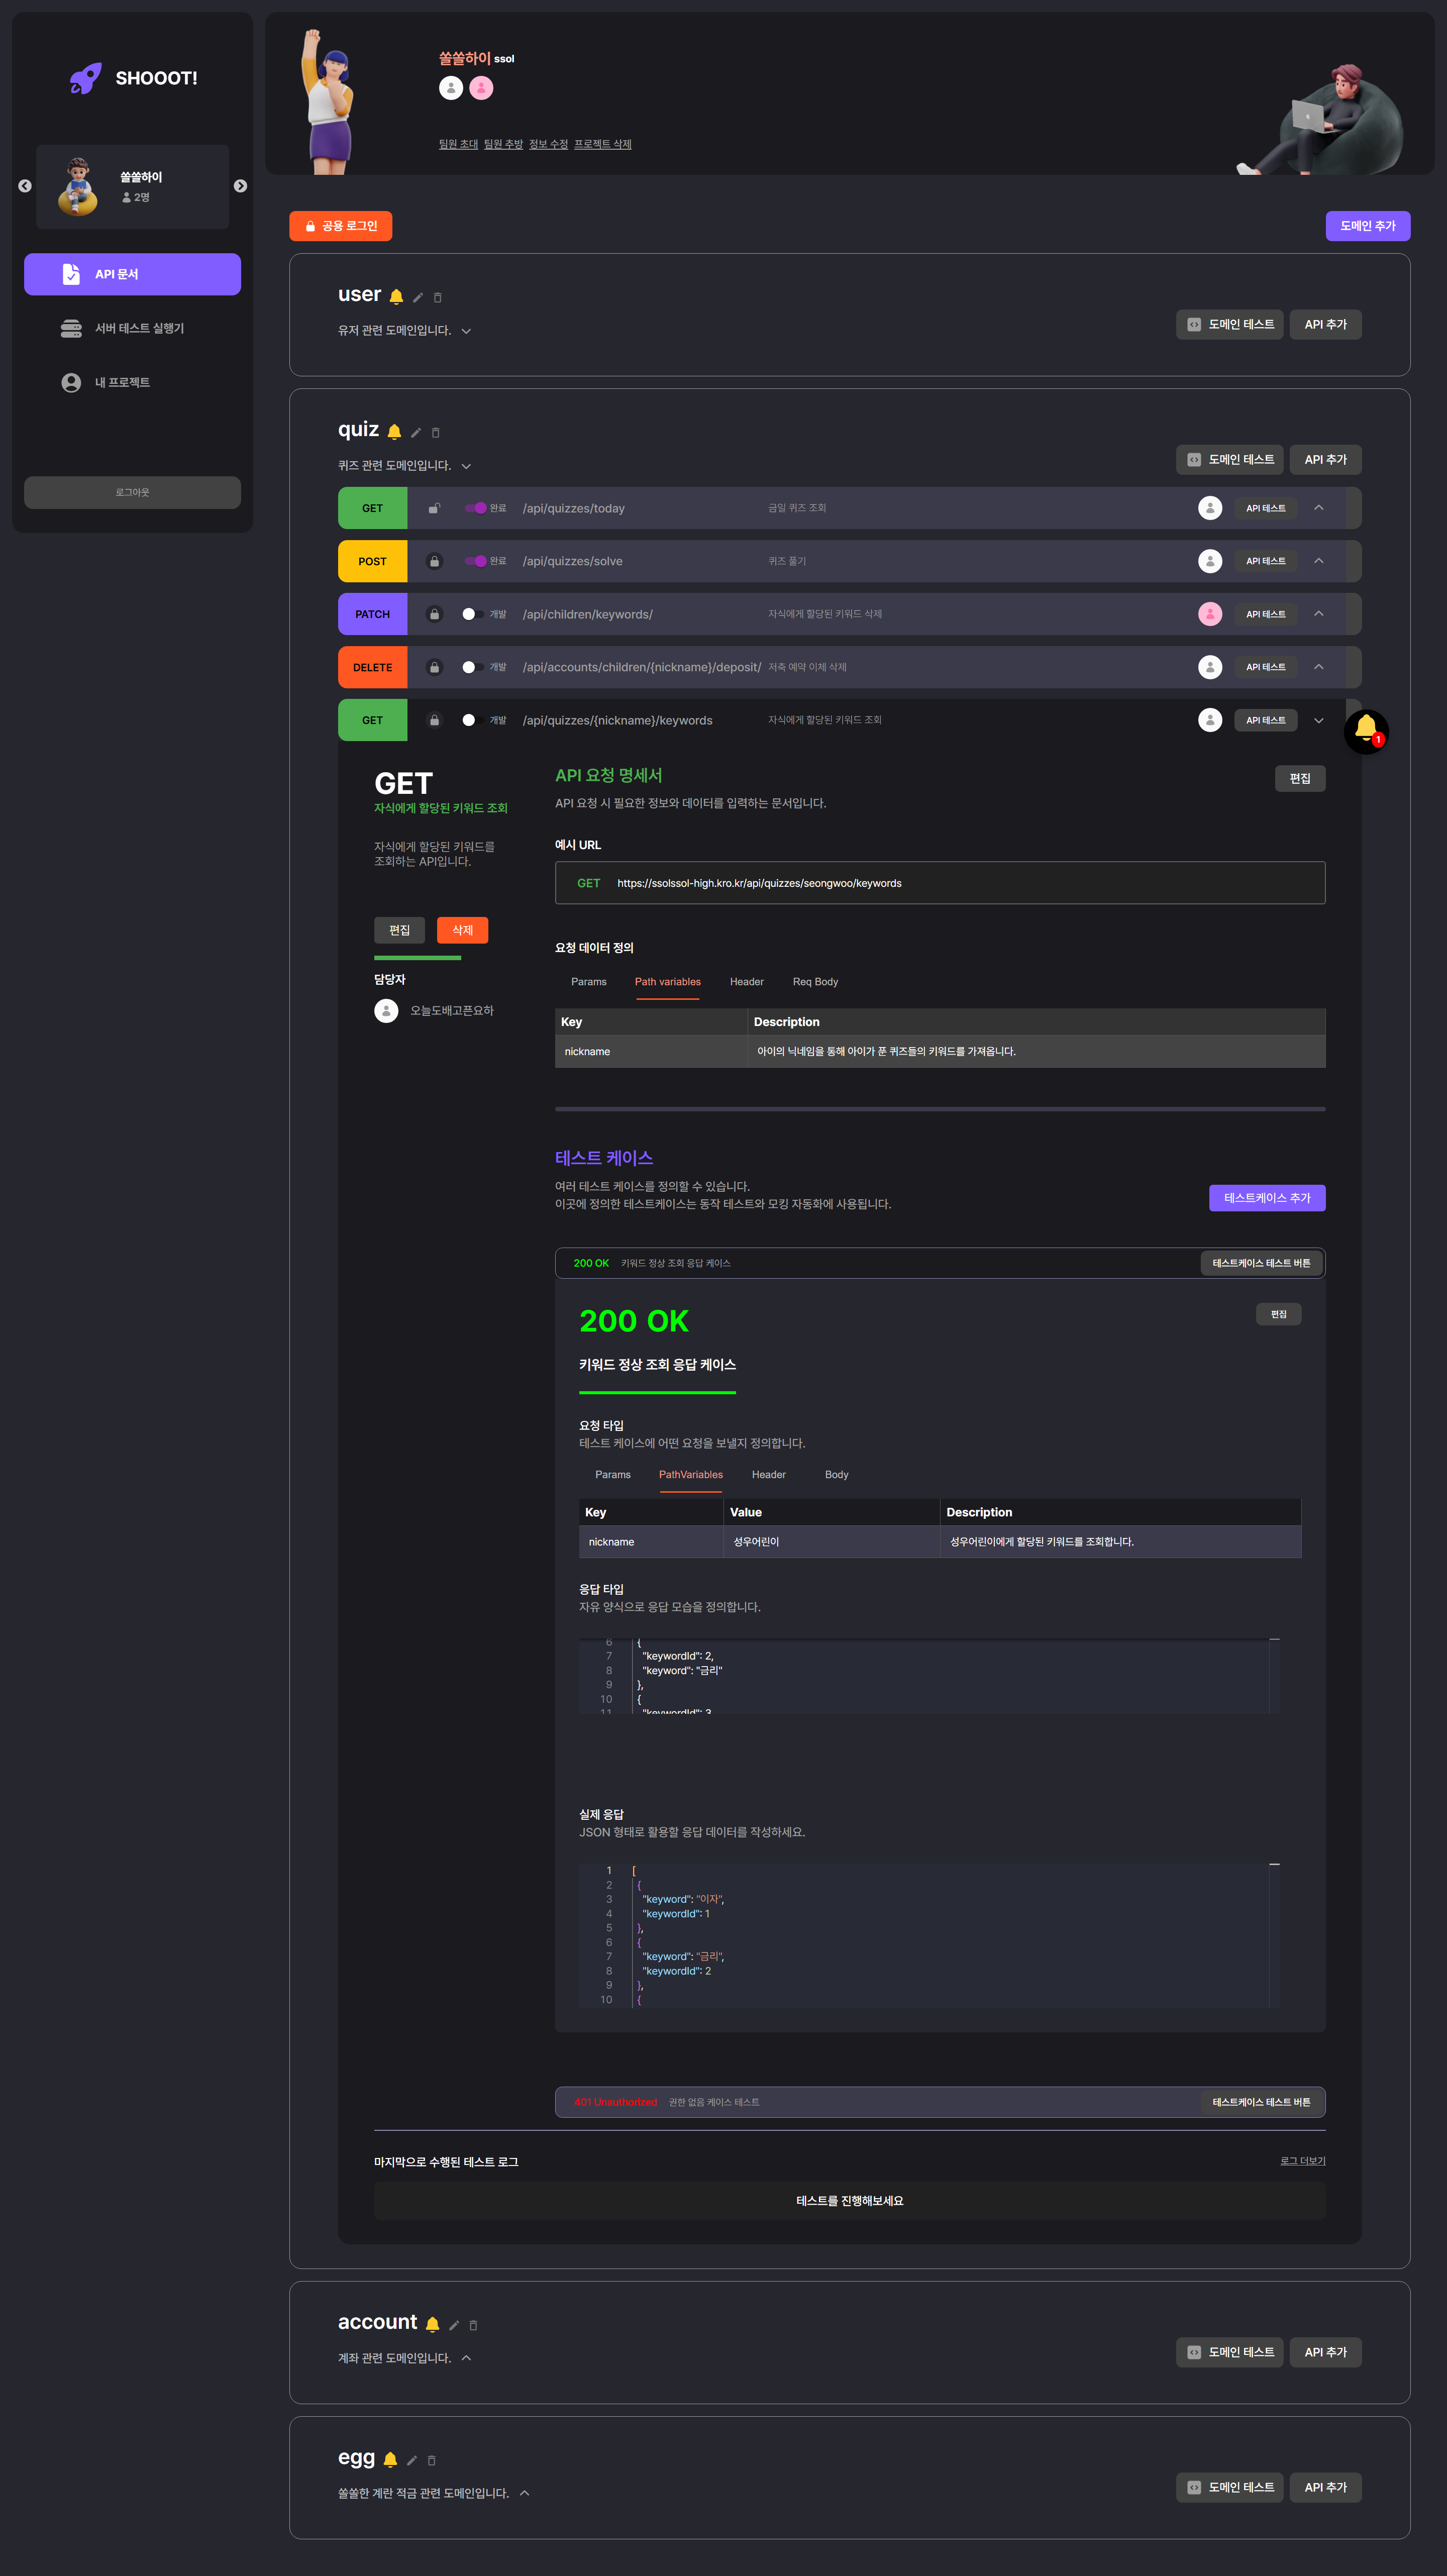 SHOOOT!
쏠쏠하이
2명
API 문서
서버 테스트 실행기
내 프로젝트
로그아웃
쏠쏠하이 ssol
팀원 초대 팀원 추방 정보 수정 프로젝트 삭제
공용 로그인
도메인 추가
user
유저 관련 도메인입니다.
도메인 테스트
API 추가
quiz
퀴즈 관련 도메인입니다.
도메인 테스트
API 추가
GET 완료 /api/quizzes/today 금일 퀴즈 조회 API 테스트
POST 완료 /api/quizzes/solve 퀴즈 풀기 API 테스트
PATCH 개발 /api/children/keywords/ 자식에게 할당된 키워드 삭제 API 테스트
DELETE 개발 /api/accounts/children/{nickname}/deposit/ 저축 예약 이체 삭제 API 테스트
GET 개발 /api/quizzes/{nickname}/keywords 자식에게 할당된 키워드 조회 API 테스트
1
GET
자식에게 할당된 키워드 조회
자식에게 할당된 키워드를
조회하는 API입니다.
편집 삭제
담당자
오늘도배고픈요하
API 요청 명세서
편집
API 요청 시 필요한 정보와 데이터를 입력하는 문서입니다.
예시 URL
GET https://ssolssol-high.kro.kr/api/quizzes/seongwoo/keywords
요청 데이터 정의
Params Path variables Header Req Body
Key Description
nickname 아이의 닉네임을 통해 아이가 푼 퀴즈들의 키워드를 가져옵니다.
테스트 케이스
여러 테스트 케이스를 정의할 수 있습니다.
이곳에 정의한 테스트케이스는 동작 테스트와 모킹 자동화에 사용됩니다.
테스트케이스 추가
200 OK 키워드 정상 조회 응답 케이스 테스트케이스 테스트 버튼
200 OK
편집
키워드 정상 조회 응답 케이스
요청 타입
테스트 케이스에 어떤 요청을 보낼지 정의합니다.
Params PathVariables Header Body
Key Value Description
nickname 성우어린이 성우어린이에게 할당된 키워드를 조회합니다.
응답 타입
자유 양식으로 응답 모습을 정의합니다.
6 {
7 "keywordId": 2,
8 "keyword": "금리"
9 },
10 {
11 "keywordId": 3,
실제 응답
JSON 형태로 활용할 응답 데이터를 작성하세요.
1 [
2 {
3 "keyword": "이자",
4 "keywordId": 1
5 },
6 {
7 "keyword": "금리",
8 "keywordId": 2
9 },
10 {
401 Unauthorized 권한 없음 케이스 테스트 테스트케이스 테스트 버튼
마지막으로 수행된 테스트 로그
로그 더보기
테스트를 진행해보세요
account
계좌 관련 도메인입니다.
도메인 테스트
API 추가
egg
쏠쏠한 계란 적금 관련 도메인입니다.
도메인 테스트
API 추가